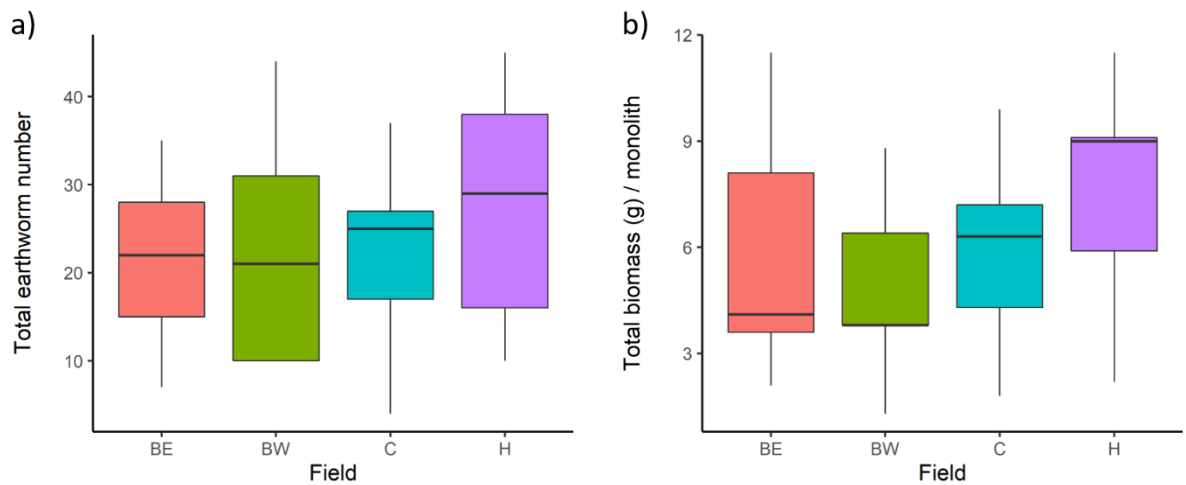 a)
Total earthworm number
40
30
20
10
BE BW C H
Field
b)
Total biomass (g) / monolith
12
9
6
3
BE BW C H
Field